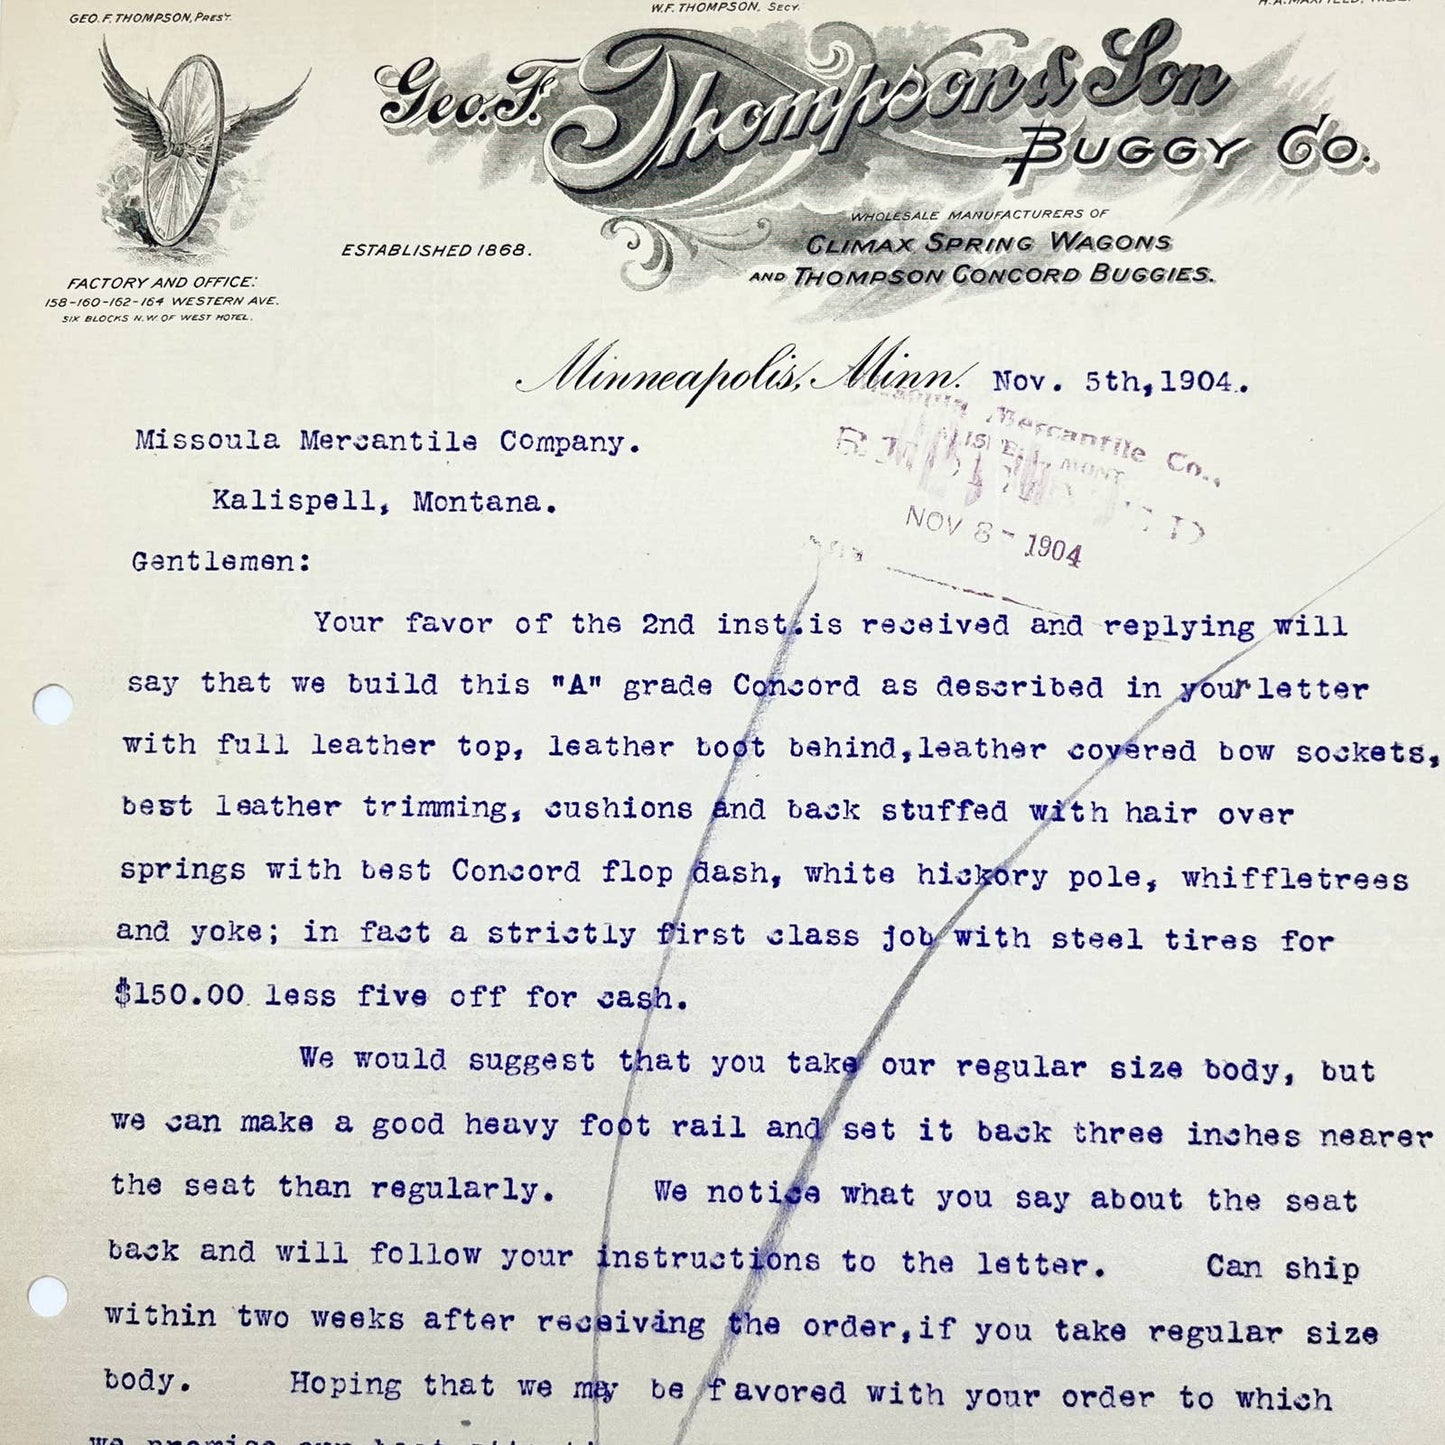 GEO. F. THOMPSON, PRES'T.
W. F. THOMPSON, SECY.
Geo. F. Thompson & Son
BUGGY CO.
WHOLESALE MANUFACTURERS OF
CLIMAX SPRING WAGONS
AND THOMPSON CONCORD BUGGIES.
ESTABLISHED 1868.
FACTORY AND OFFICE:
158-160-162-164 WESTERN AVE.
SIX BLOCKS N.W. OF WEST HOTEL.
Minneapolis, Minn. Nov. 5th,1904.
Mercantile Co.,
NOV 8 - 1904
Missoula Mercantile Company.
Kalispell, Montana.
Gentlemen:
Your favor of the 2nd inst.is received and replying will
say that we build this "A" grade Concord as described in your letter
with full leather top, leather boot behind,leather covered bow sockets,
best leather trimming, cushions and back stuffed with hair over
springs with best Concord flop dash, white hickory pole, whiffletrees
and yoke; in fact a strictly first class job with steel tires for
$150.00 less five off for cash.
We would suggest that you take our regular size body, but
we can make a good heavy foot rail and set it back three inches nearer
the seat than regularly. We notice what you say about the seat
back and will follow your instructions to the letter. Can ship
within two weeks after receiving the order,if you take regular size
body. Hoping that we may be favored with your order to which